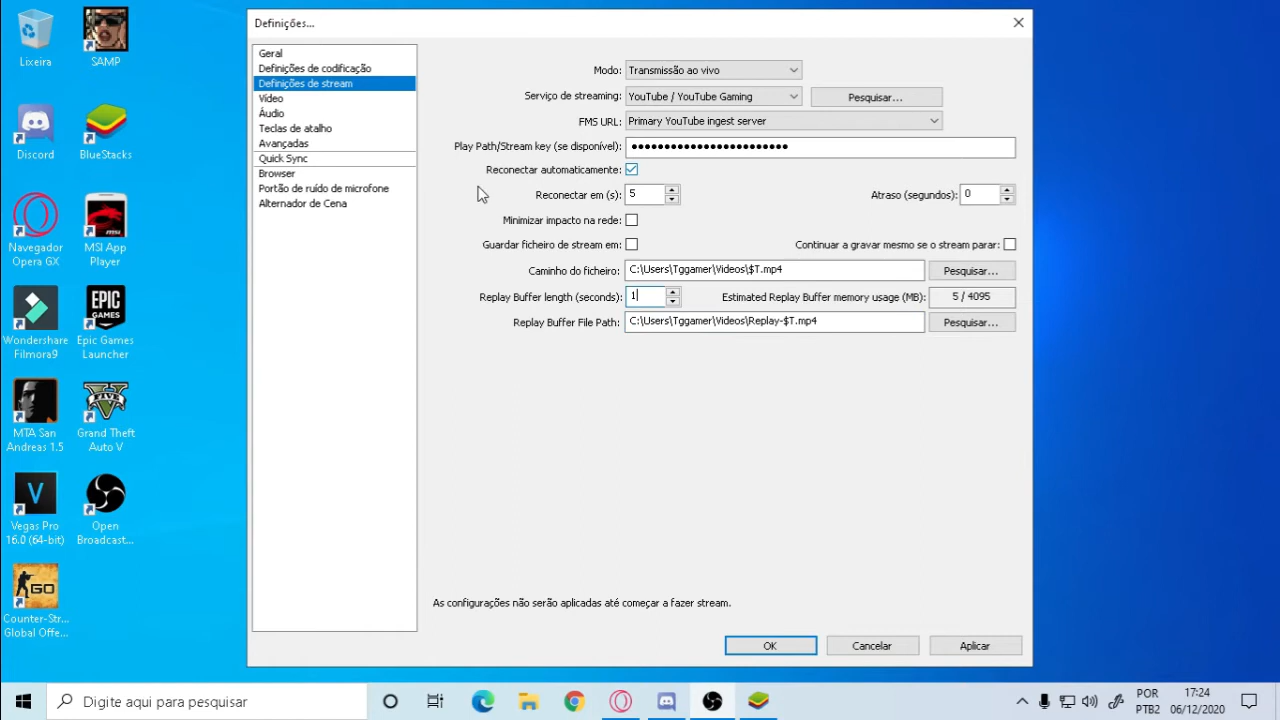 Definições...
Lixeira
SAMP
Discord
BlueStacks
Navegador
Opera GX
MSI App
Player
Wondershare
Filmora9
Epic Games
Launcher
MTA San
Andreas 1.5
Grand Theft
Auto V
Vegas Pro
16.0 (64-bit)
Open
Broadcast...
Counter-Str...
Global Offe...
Geral
Definições de codificação
Definições de stream
Vídeo
Áudio
Teclas de atalho
Avançadas
Quick Sync
Browser
Portão de ruído de microfone
Alternador de Cena
Modo: Transmissão ao vivo
Serviço de streaming: YouTube / YouTube Gaming Pesquisar...
FMS URL: Primary YouTube ingest server
Play Path/Stream key (se disponível): ●●●●●●●●●●●●●●●●●●●●●●●●
Reconectar automaticamente:
Reconectar em (s): 5 Atraso (segundos): 0
Minimizar impacto na rede:
Guardar ficheiro de stream em: Continuar a gravar mesmo se o stream parar:
Caminho do ficheiro: C:\Users\Tggamer\Videos\$T.mp4 Pesquisar...
Replay Buffer length (seconds): 1 Estimated Replay Buffer memory usage (MB): 5 / 4095
Replay Buffer File Path: C:\Users\Tggamer\Videos\Replay-$T.mp4 Pesquisar...
As configurações não serão aplicadas até começar a fazer stream.
OK Cancelar Aplicar
Digite aqui para pesquisar
POR
PTB2
17:24
06/12/2020